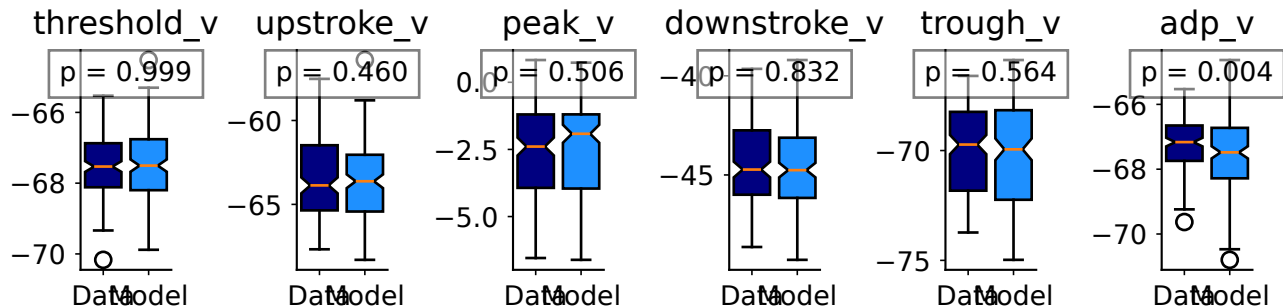 threshold_v
p = 0.999
−66
−68
−70
Data
Model
upstroke_v
p = 0.460
−60
−65
Data
Model
peak_v
p = 0.506
0.0
−2.5
−5.0
Data
Model
downstroke_v
p = 0.832
−40
−45
Data
Model
trough_v
p = 0.564
−70
−75
Data
Model
adp_v
p = 0.004
−66
−68
−70
Data
Model